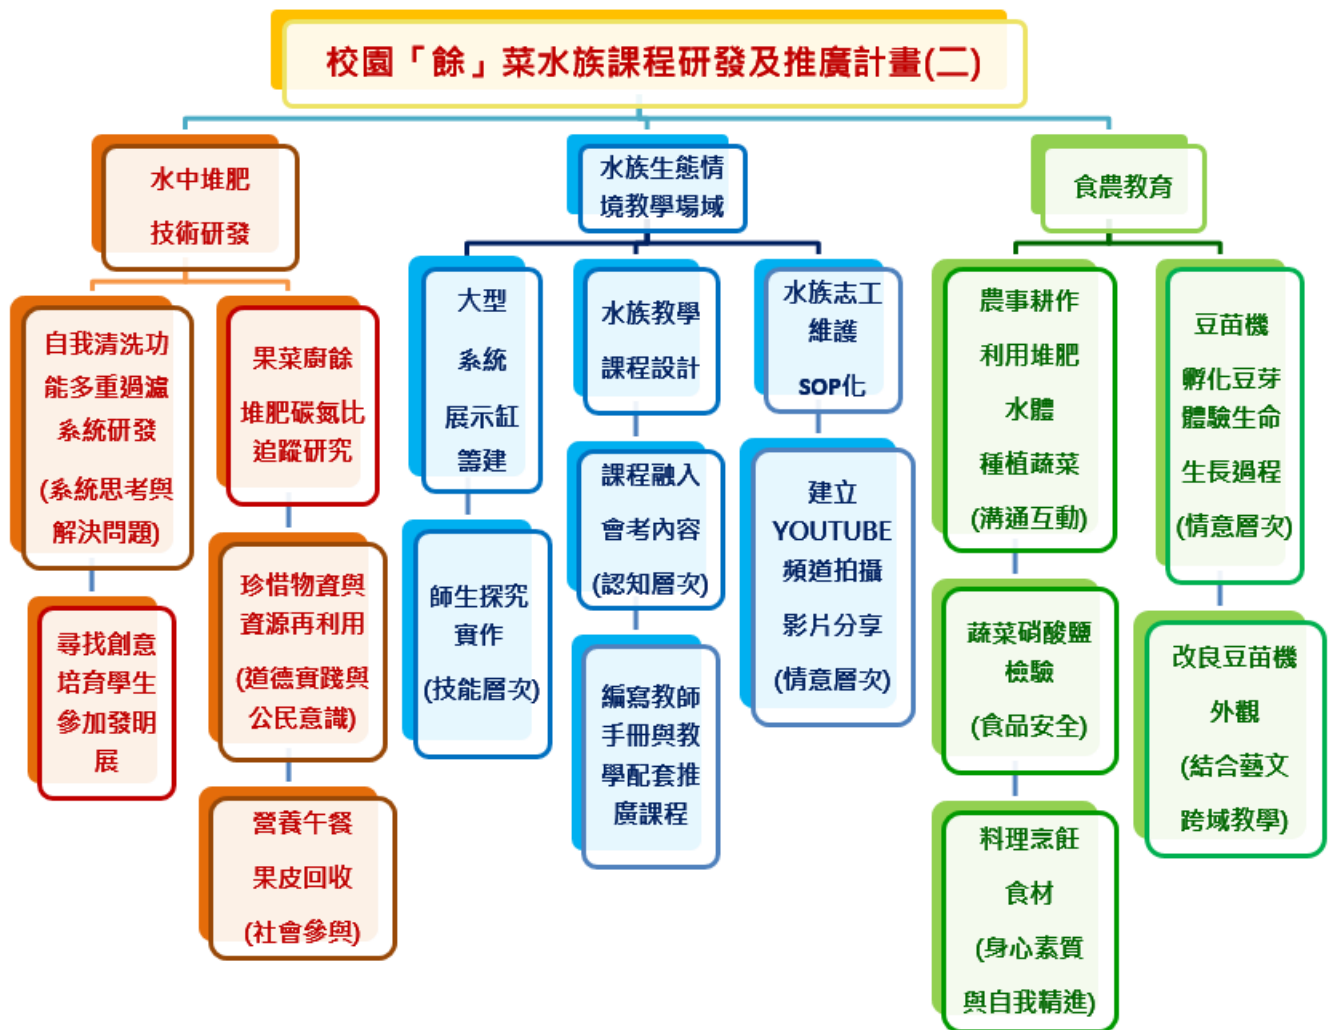 校園「餘」菜水族課程研發及推廣計畫(二)
水中堆肥
技術研發
自我清洗功
能多重過濾
系統研發
(系統思考與
解決問題)
尋找創意
培育學生
參加發明
展
果菜廚餘
堆肥碳氮比
追蹤研究
珍惜物資與
資源再利用
(道德實踐與
公民意識)
營養午餐
果皮回收
(社會參與)
水族生態情
境教學場域
大型
系統
展示缸
籌建
師生探究
實作
(技能層次)
水族教學
課程設計
課程融入
會考內容
(認知層次)
編寫教師
手冊與教
學配套推
廣課程
水族志工
維護
SOP化
建立
YOUTUBE
頻道拍攝
影片分享
(情意層次)
食農教育
農事耕作
利用堆肥
水體
種植蔬菜
(溝通互動)
蔬菜硝酸鹽
檢驗
(食品安全)
料理烹飪
食材
(身心素質
與自我精進)
豆苗機
孵化豆芽
體驗生命
生長過程
(情意層次)
改良豆苗機
外觀
(結合藝文
跨域教學)